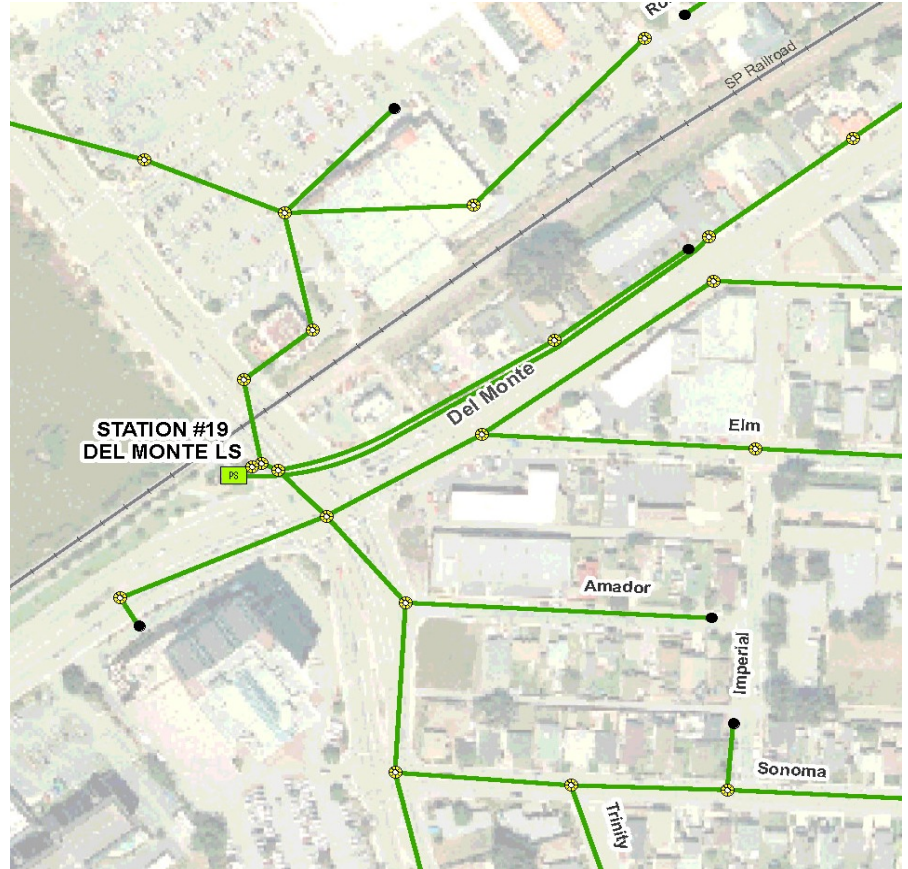 SP Railroad
Del Monte
STATION #19
DEL MONTE LS
PS
Elm
Amador
Imperial
Sonoma
Trinity